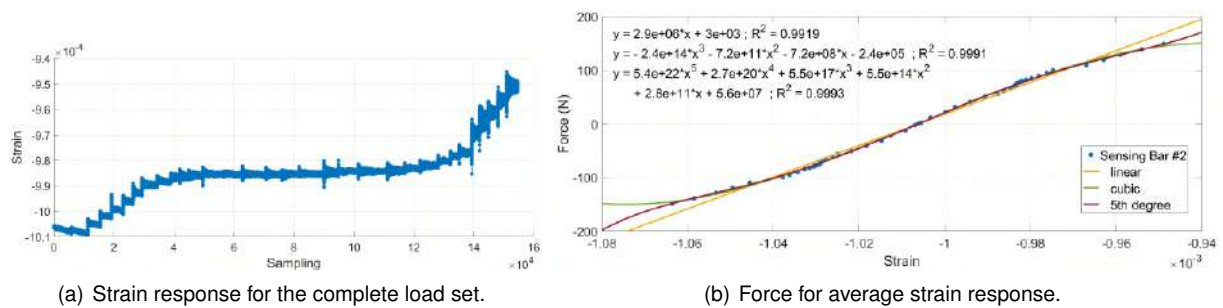 ×10⁻⁴
-9.4
-9.5
-9.6
-9.7
-9.8
-9.9
-10
-10.1
Strain
0 2 4 6 8 10 12 14 16
Sampling
×10⁴
(a) Strain response for the complete load set.
200
100
0
-100
-200
Force (N)
y = 2.9e+06*x + 3e+03 ; R² = 0.9919
y = - 2.4e+14*x³ - 7.2e+11*x² - 7.2e+08*x - 2.4e+05 ; R² = 0.9991
y = 5.4e+22*x⁵ + 2.7e+20*x⁴ + 5.5e+17*x³ + 5.5e+14*x²
+ 2.8e+11*x + 5.6e+07 ; R² = 0.9993
Sensing Bar #2
linear
cubic
5th degree
-1.08 -1.06 -1.04 -1.02 -1 -0.98 -0.96 -0.94
Strain
×10⁻³
(b) Force for average strain response.